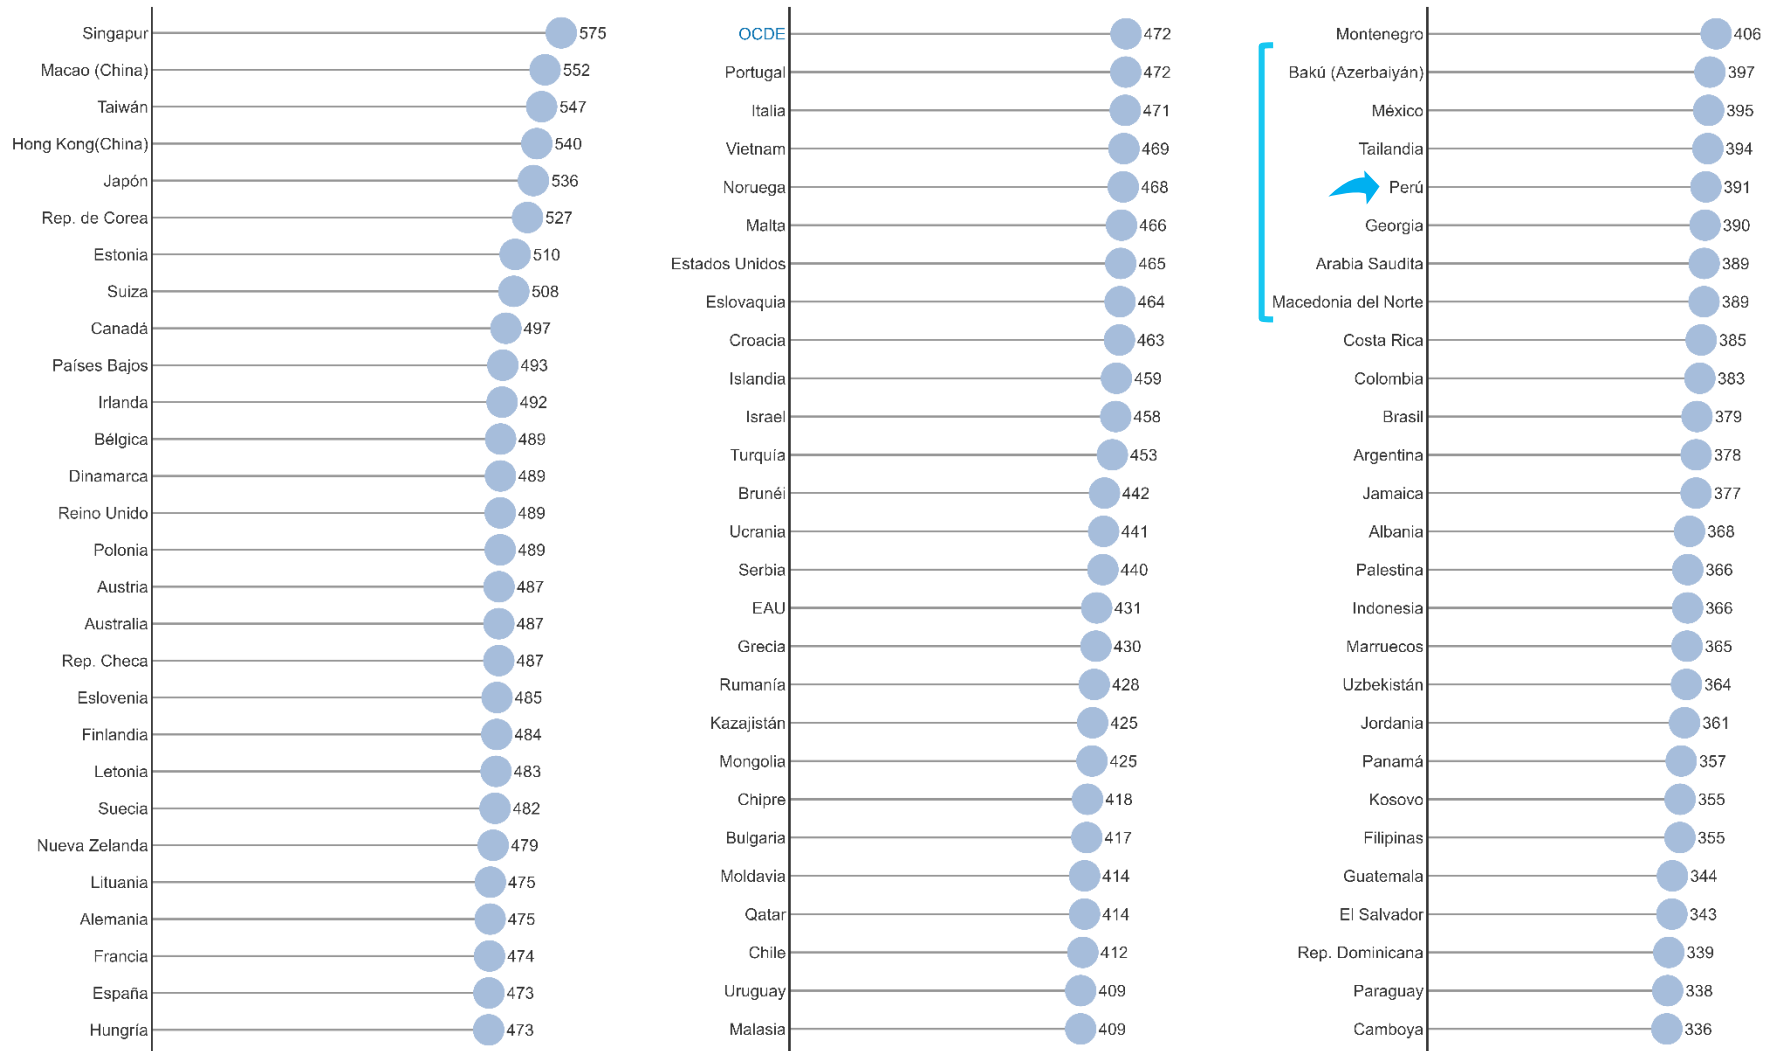 Singapur 575
Macao (China) 552
Taiwán 547
Hong Kong(China) 540
Japón 536
Rep. de Corea 527
Estonia 510
Suiza 508
Canadá 497
Países Bajos 493
Irlanda 492
Bélgica 489
Dinamarca 489
Reino Unido 489
Polonia 489
Austria 487
Australia 487
Rep. Checa 487
Eslovenia 485
Finlandia 484
Letonia 483
Suecia 482
Nueva Zelanda 479
Lituania 475
Alemania 475
Francia 474
España 473
Hungría 473
OCDE 472
Portugal 472
Italia 471
Vietnam 469
Noruega 468
Malta 466
Estados Unidos 465
Eslovaquia 464
Croacia 463
Islandia 459
Israel 458
Turquía 453
Brunéi 442
Ucrania 441
Serbia 440
EAU 431
Grecia 430
Rumanía 428
Kazajistán 425
Mongolia 425
Chipre 418
Bulgaria 417
Moldavia 414
Qatar 414
Chile 412
Uruguay 409
Malasia 409
Montenegro 406
Bakú (Azerbaiyán) 397
México 395
Tailandia 394
Perú 391
Georgia 390
Arabia Saudita 389
Macedonia del Norte 389
Costa Rica 385
Colombia 383
Brasil 379
Argentina 378
Jamaica 377
Albania 368
Palestina 366
Indonesia 366
Marruecos 365
Uzbekistán 364
Jordania 361
Panamá 357
Kosovo 355
Filipinas 355
Guatemala 344
El Salvador 343
Rep. Dominicana 339
Paraguay 338
Camboya 336